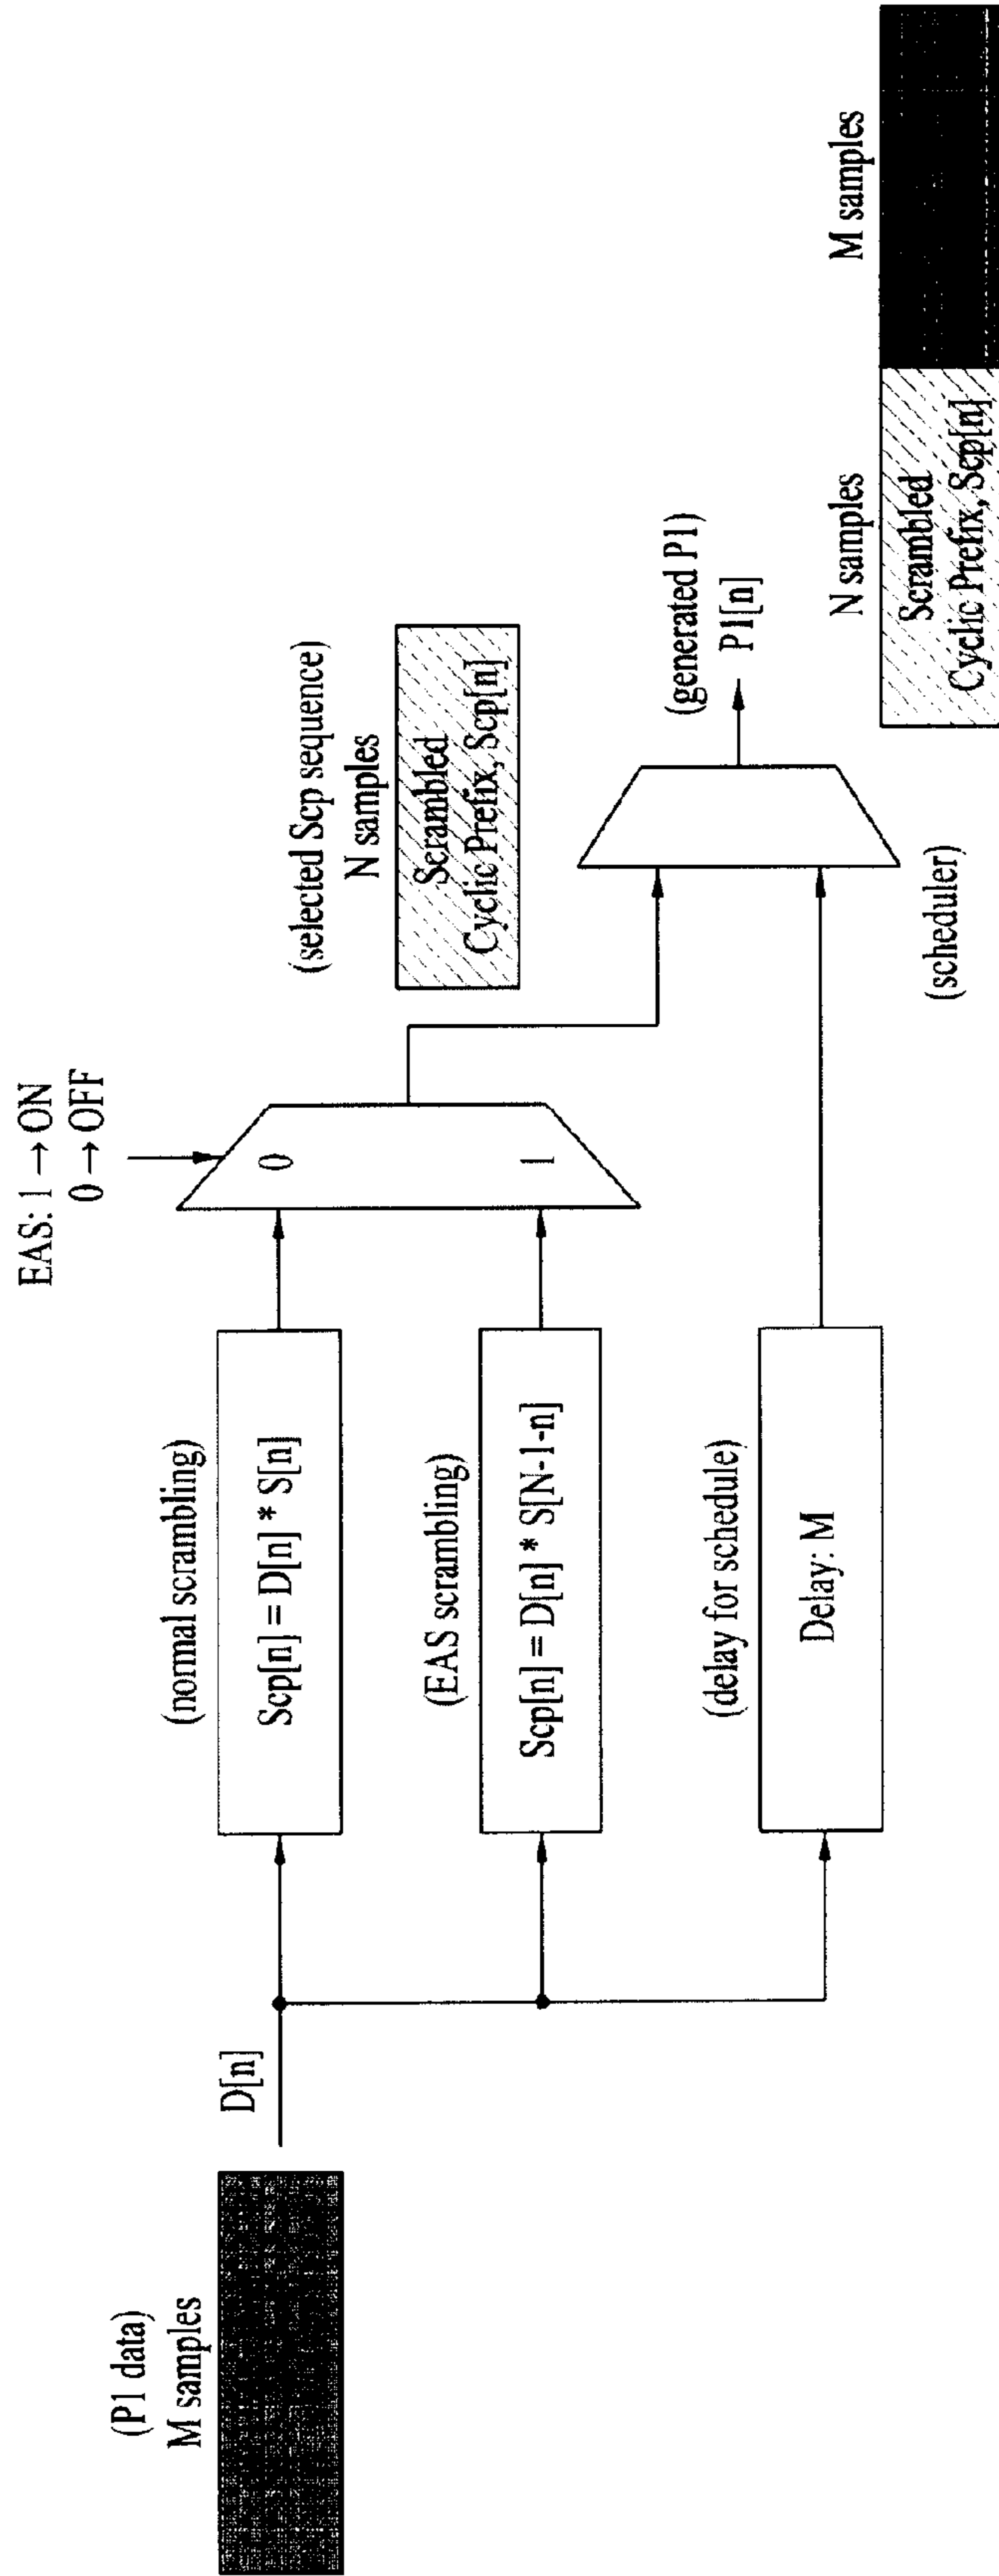 (P1 data)
M samples
D[n]
(normal scrambling)
Scp[n] = D[n] * S[n]
(EAS scrambling)
Scp[n] = D[n] * S[N-1-n]
(delay for schedule)
Delay: M
EAS: 1 → ON
0 → OFF
0
1
(selected Scp sequence)
N samples
Scrambled
Cyclic Prefix, Scp[n]
(scheduler)
(generated P1)
P1[n]
N samples
M samples
Scrambled
Cyclic Prefix, Scp[n]